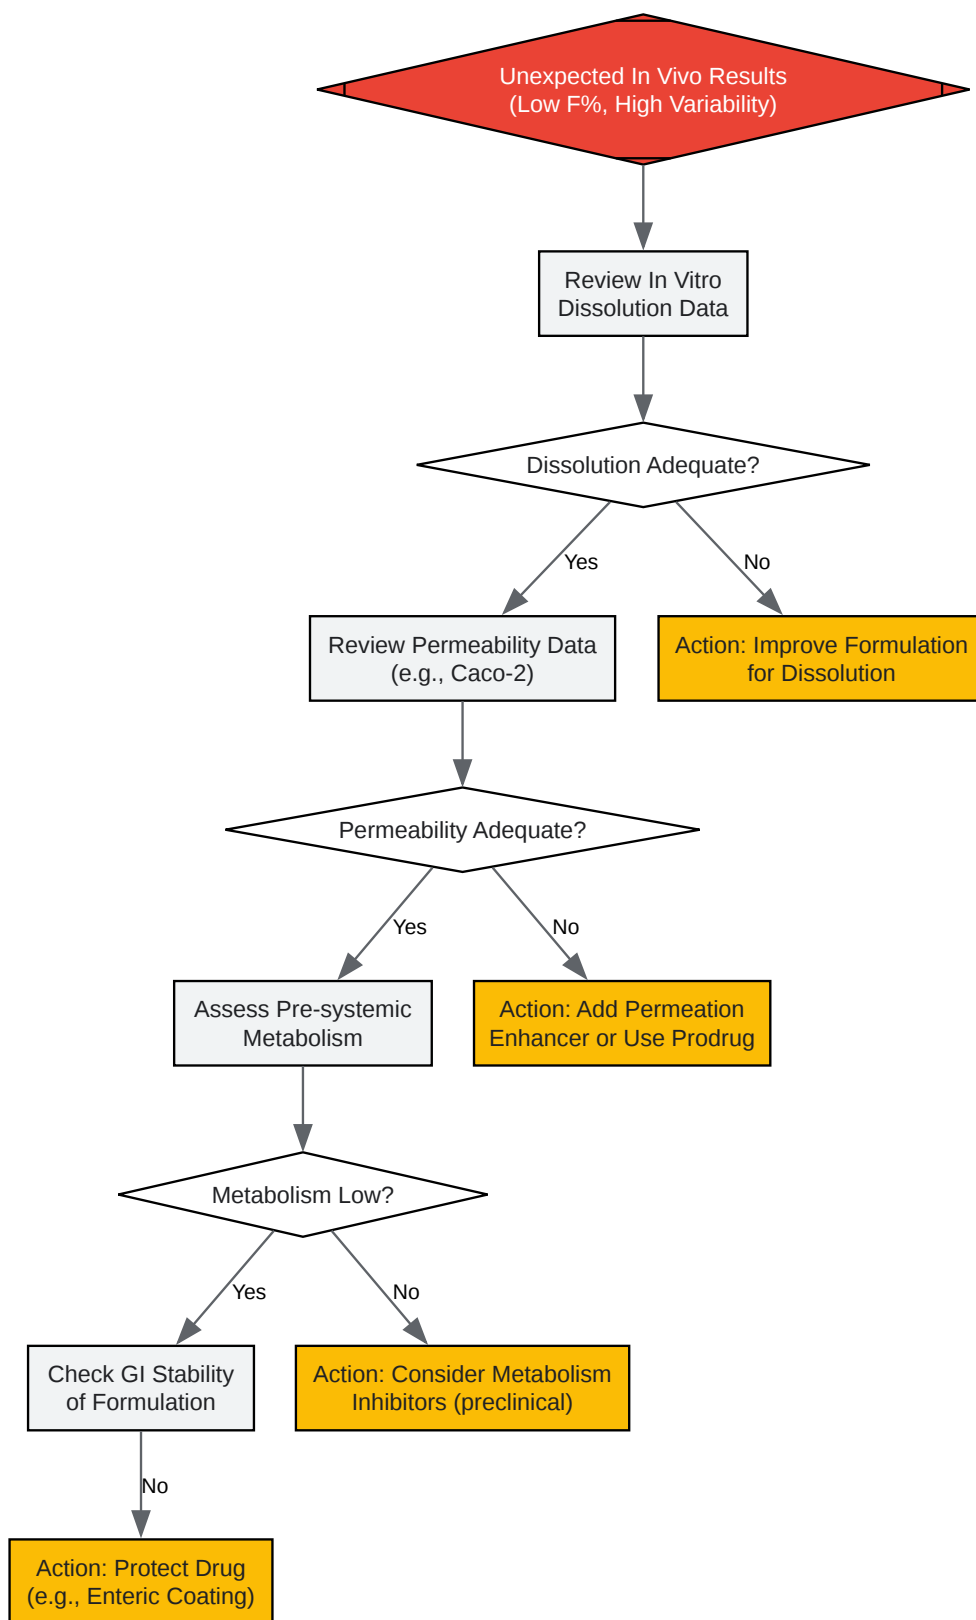 Unexpected In Vivo Results
(Low F%, High Variability)
Review In Vitro
Dissolution Data
Dissolution Adequate?
Yes
No
Review Permeability Data
(e.g., Caco-2)
Action: Improve Formulation
for Dissolution
Permeability Adequate?
Yes
No
Assess Pre-systemic
Metabolism
Action: Add Permeation
Enhancer or Use Prodrug
Metabolism Low?
Yes
No
Check GI Stability
of Formulation
Action: Consider Metabolism
Inhibitors (preclinical)
No
Action: Protect Drug
(e.g., Enteric Coating)